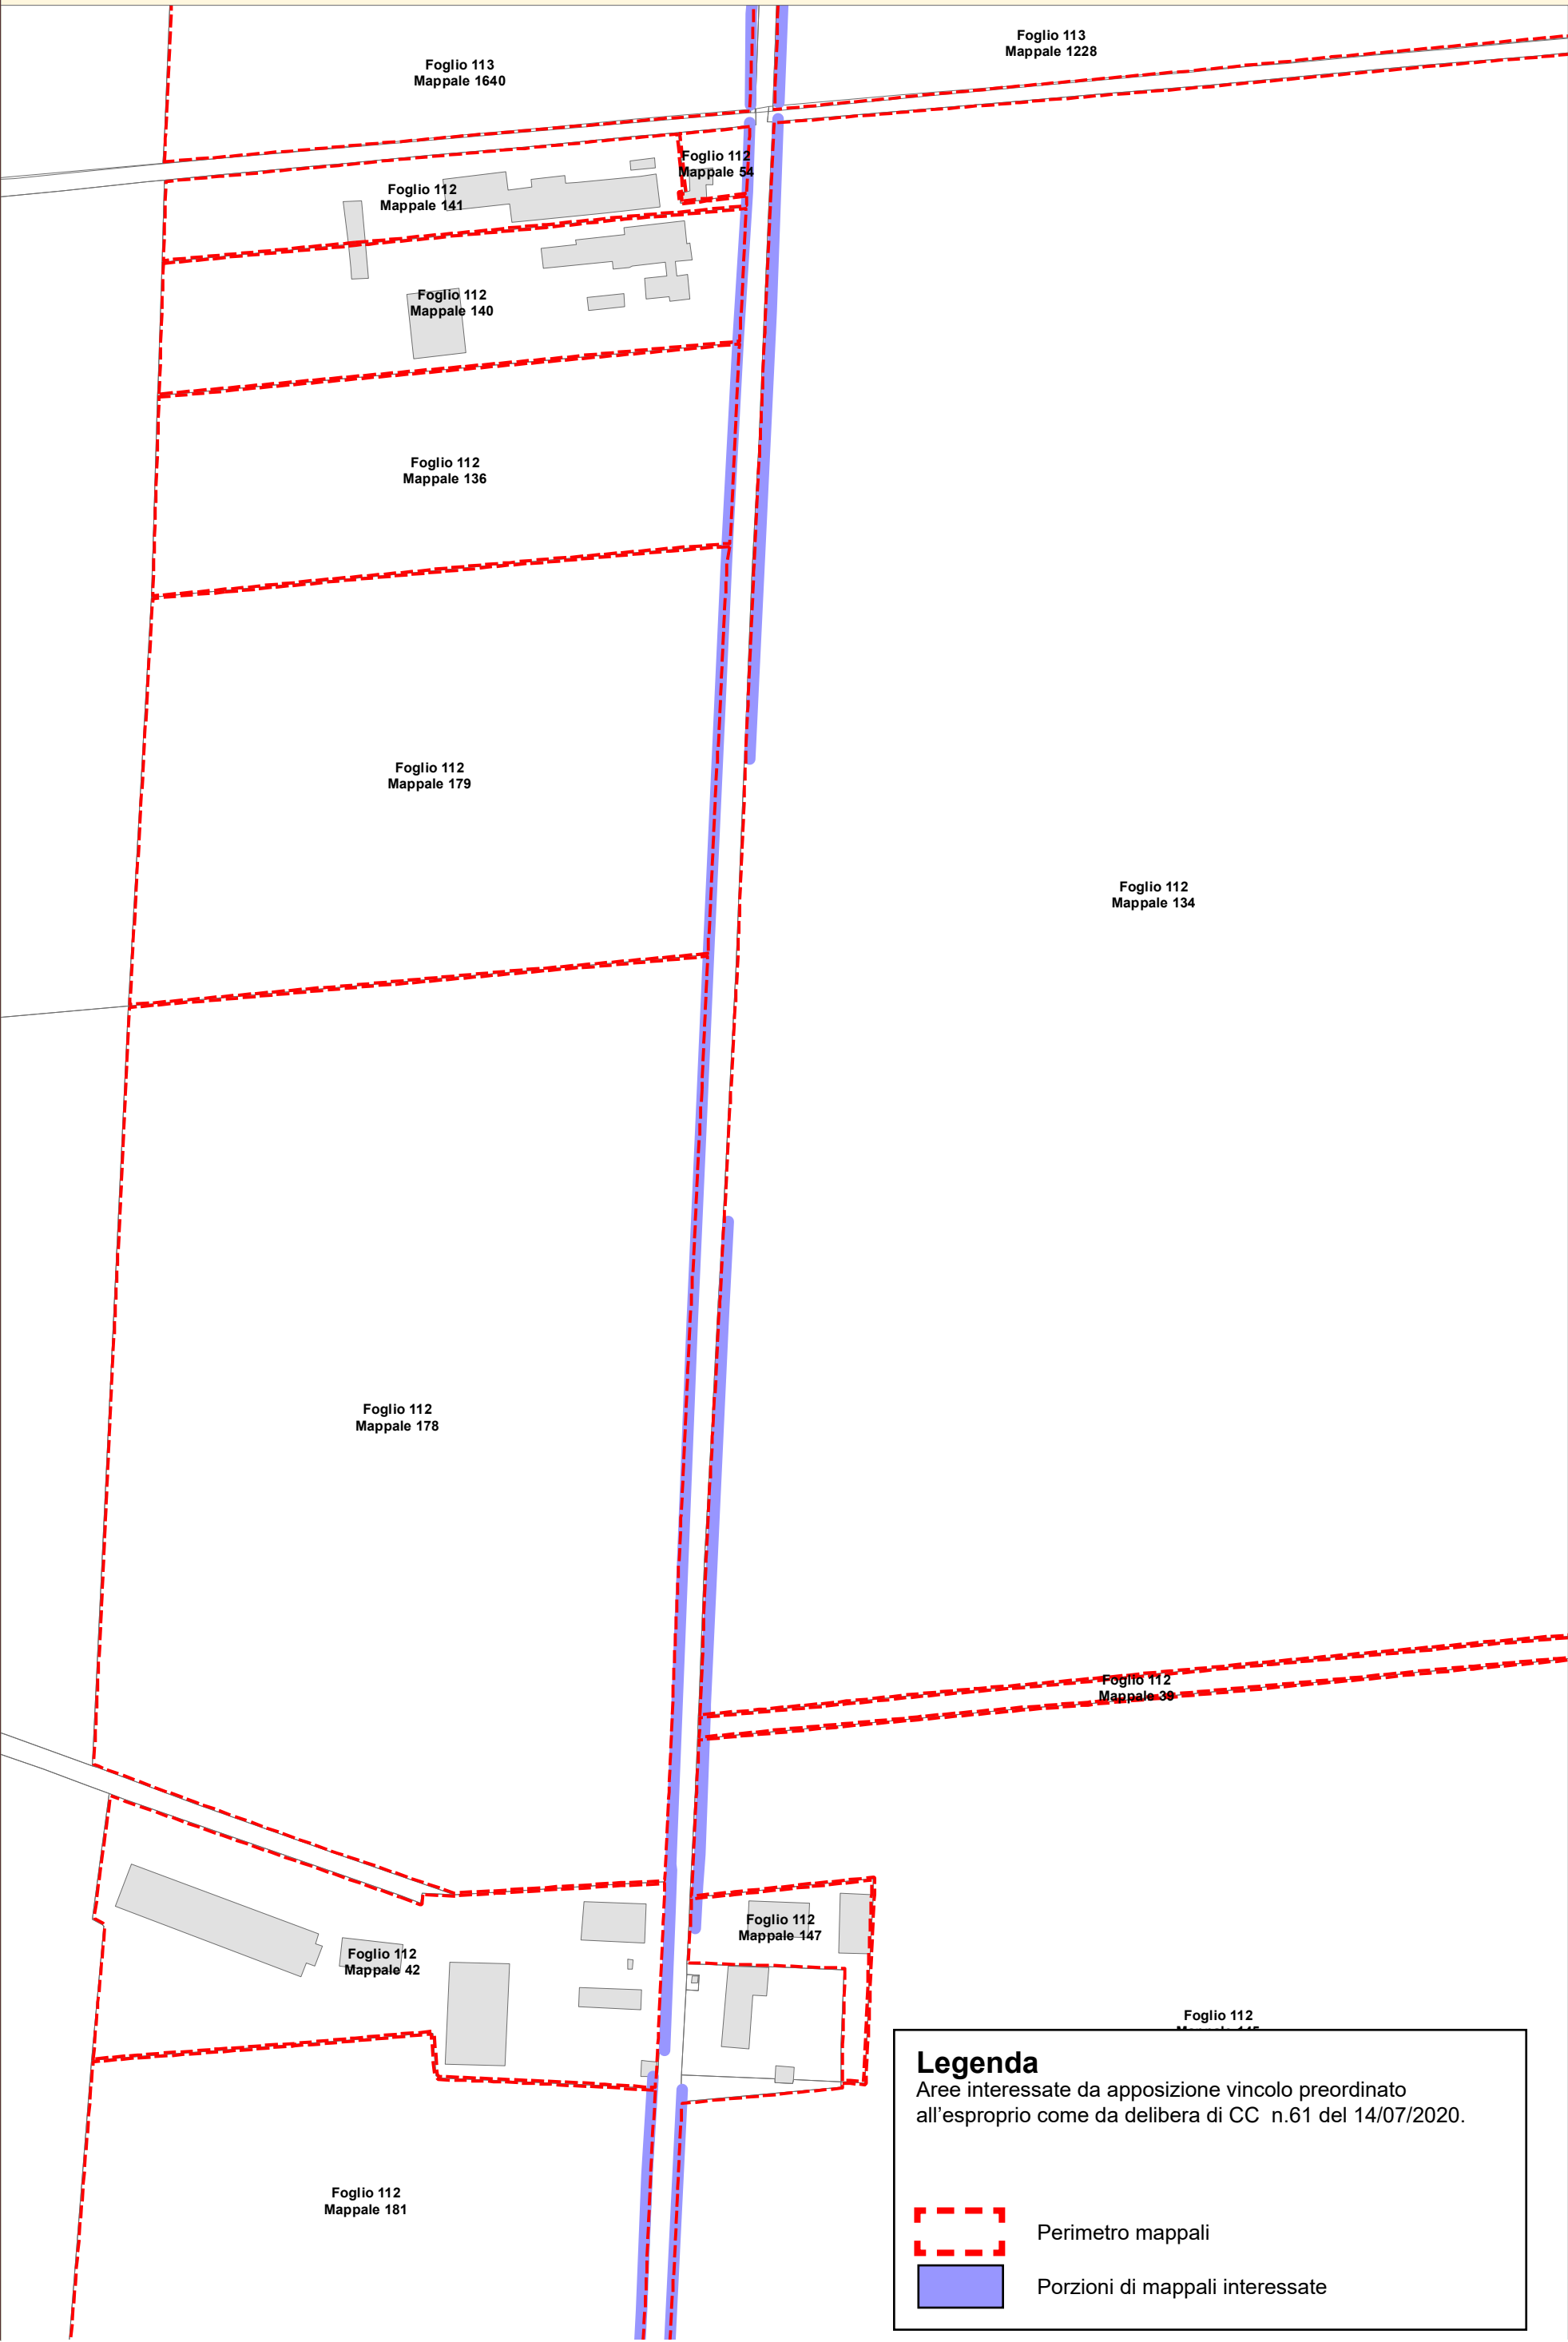 Foglio 113
Mappale 1640
Foglio 113
Mappale 1228
Foglio 112
Mappale 54
Foglio 112
Mappale 141
Foglio 112
Mappale 140
Foglio 112
Mappale 136
Foglio 112
Mappale 179
Foglio 112
Mappale 134
Foglio 112
Mappale 178
Foglio 112
Mappale 39
Foglio 112
Mappale 147
Foglio 112
Mappale 42
Foglio 112
Foglio 112
Mappale 181
Legenda
Aree interessate da apposizione vincolo preordinato
all'esproprio come da delibera di CC n.61 del 14/07/2020.
Perimetro mappali
Porzioni di mappali interessate